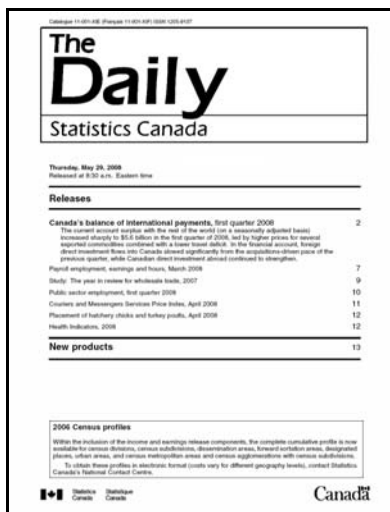 Catalogue 11-001-XIE (Français 11-001-XIF) ISSN 1205-9137
The
Daily
Statistics Canada
Thursday, May 29, 2008
Released at 8:30 a.m. Eastern time
Releases
Canada's balance of international payments, first quarter 2008 2
The current account surplus with the rest of the world (on a seasonally adjusted basis)
increased sharply to $5.6 billion in the first quarter of 2008, led by higher prices for several
exported commodities combined with a lower travel deficit. In the financial account, foreign
direct investment flows into Canada slowed significantly from the acquisitions-driven pace of the
previous quarter, while Canadian direct investment abroad continued to strengthen.
Payroll employment, earnings and hours, March 2008 7
Study: The year in review for wholesale trade, 2007 9
Public sector employment, first quarter 2008 10
Couriers and Messengers Services Price Index, April 2008 11
Placement of hatchery chicks and turkey poults, April 2008 12
Health Indicators, 2008 12
New products 13
2006 Census profiles
Within the inclusion of the income and earnings release components, the complete cumulative profile is now
available for census divisions, census subdivisions, dissemination areas, forward sortation areas, designated
places, urban areas, and census metropolitan areas and census agglomerations with census subdivisions.
To obtain these profiles in electronic format (costs vary for different geography levels), contact Statistics
Canada's National Contact Centre.
Statistics Statistique
Canada Canada
Canada